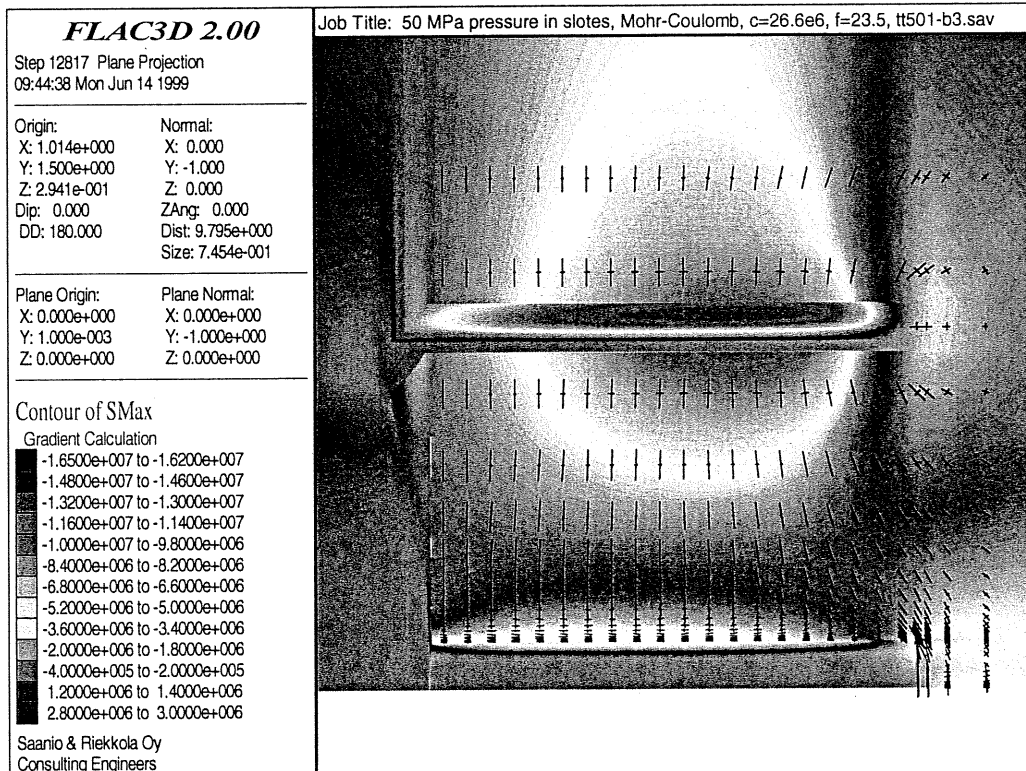 FLAC3D 2.00
Step 12817 Plane Projection
09:44:38 Mon Jun 14 1999
Origin: Normal:
X: 1.014e+000 X: 0.000
Y: 1.500e+000 Y: -1.000
Z: 2.941e-001 Z: 0.000
Dip: 0.000 ZAng: 0.000
DD: 180.000 Dist: 9.795e+000
Size: 7.454e-001
Plane Origin: Plane Normal:
X: 0.000e+000 X: 0.000e+000
Y: 1.000e-003 Y: -1.000e+000
Z: 0.000e+000 Z: 0.000e+000
Contour of SMax
Gradient Calculation
-1.6500e+007 to -1.6200e+007
-1.4800e+007 to -1.4600e+007
-1.3200e+007 to -1.3000e+007
-1.1600e+007 to -1.1400e+007
-1.0000e+007 to -9.8000e+006
-8.4000e+006 to -8.2000e+006
-6.8000e+006 to -6.6000e+006
-5.2000e+006 to -5.0000e+006
-3.6000e+006 to -3.4000e+006
-2.0000e+006 to -1.8000e+006
-4.0000e+005 to -2.0000e+005
1.2000e+006 to 1.4000e+006
2.8000e+006 to 3.0000e+006
Saanio & Riekkola Oy
Consulting Engineers
Job Title: 50 MPa pressure in slotes, Mohr-Coulomb, c=26.6e6, f=23.5, tt501-b3.sav